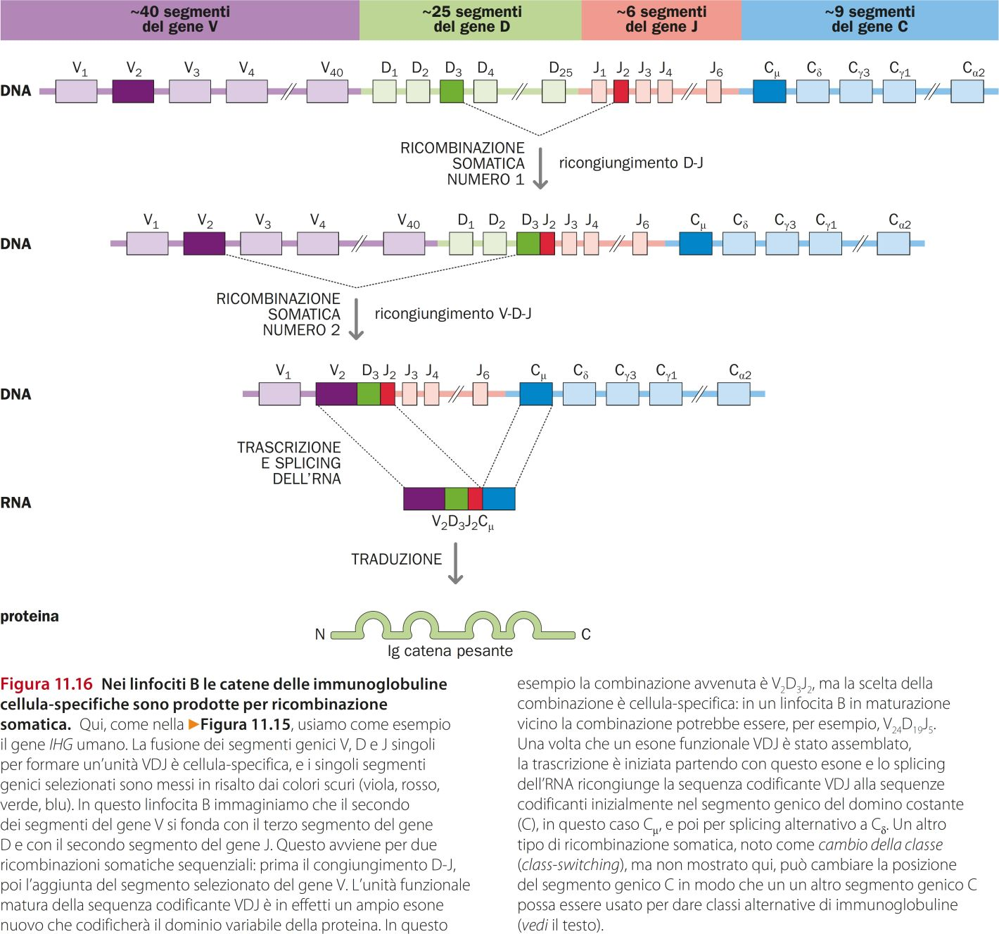 ~40 segmenti
del gene V
~25 segmenti
del gene D
~6 segmenti
del gene J
~9 segmenti
del gene C
V1 V2 V3 V4 V40 D1 D2 D3 D4 D25 J1 J2 J3 J4 J6 Cμ Cδ Cγ3 Cγ1 Cα2
DNA
RICOMBINAZIONE
SOMATICA
NUMERO 1
ricongiungimento D-J
V1 V2 V3 V4 V40 D1 D2 D3 J2 J3 J4 J6 Cμ Cδ Cγ3 Cγ1 Cα2
DNA
RICOMBINAZIONE
SOMATICA
NUMERO 2
ricongiungimento V-D-J
V1 V2 D3 J2 J3 J4 J6 Cμ Cδ Cγ3 Cγ1 Cα2
DNA
TRASCRIZIONE
E SPLICING
DELL'RNA
RNA
V2D3J2Cμ
TRADUZIONE
proteina
N C
Ig catena pesante
Figura 11.16 Nei linfociti B le catene delle immunoglobuline
cellula-specifiche sono prodotte per ricombinazione
somatica. Qui, come nella ▶Figura 11.15, usiamo come esempio
il gene IHG umano. La fusione dei segmenti genici V, D e J singoli
per formare un'unità VDJ è cellula-specifica, e i singoli segmenti
genici selezionati sono messi in risalto dai colori scuri (viola, rosso,
verde, blu). In questo linfocita B immaginiamo che il secondo
dei segmenti del gene V si fonda con il terzo segmento del gene
D e con il secondo segmento del gene J. Questo avviene per due
ricombinazioni somatiche sequenziali: prima il congiungimento D-J,
poi l'aggiunta del segmento selezionato del gene V. L'unità funzionale
matura della sequenza codificante VDJ è in effetti un ampio esone
nuovo che codificherà il dominio variabile della proteina. In questo
esempio la combinazione avvenuta è V2D3J2, ma la scelta della
combinazione è cellula-specifica: in un linfocita B in maturazione
vicino la combinazione potrebbe essere, per esempio, V24D19J5.
Una volta che un esone funzionale VDJ è stato assemblato,
la trascrizione è iniziata partendo con questo esone e lo splicing
dell'RNA ricongiunge la sequenza codificante VDJ alla sequenze
codificanti inizialmente nel segmento genico del domino costante
(C), in questo caso Cμ, e poi per splicing alternativo a Cδ. Un altro
tipo di ricombinazione somatica, noto come cambio della classe
(class-switching), ma non mostrato qui, può cambiare la posizione
del segmento genico C in modo che un un altro segmento genico C
possa essere usato per dare classi alternative di immunoglobuline
(vedi il testo).